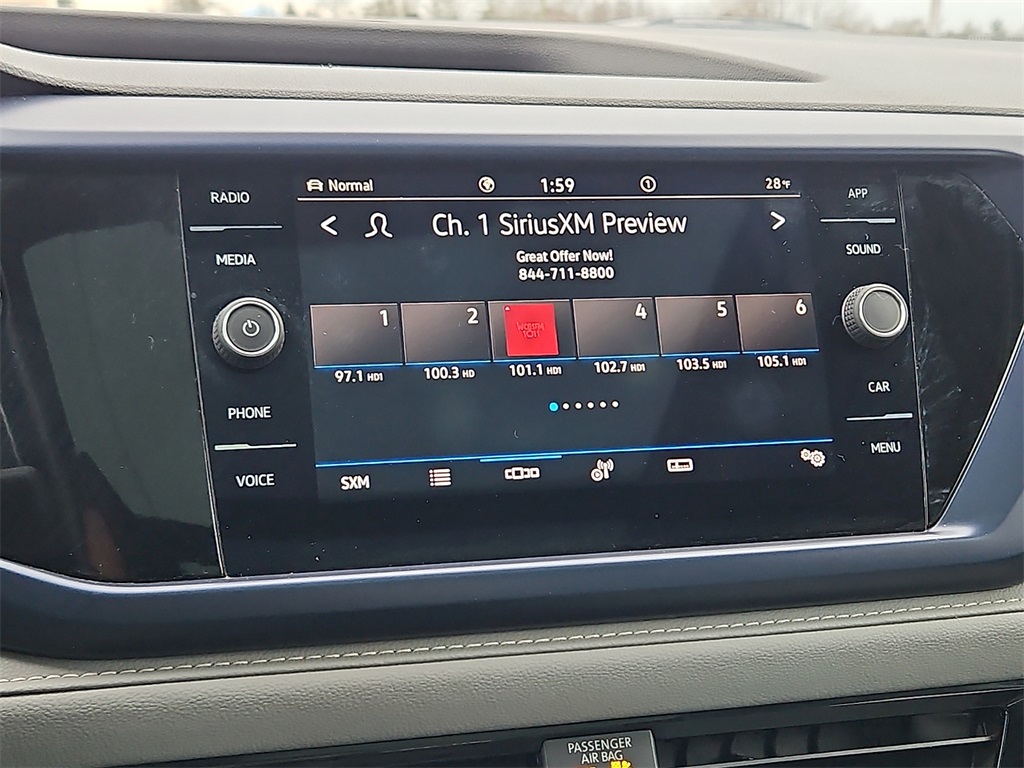 Normal
1:59
1
28°F
RADIO
APP
< Ch. 1 SiriusXM Preview >
MEDIA
SOUND
Great Offer Now!
844-711-8800
1
2
4
5
6
97.1 HD1
100.3 HD
101.1 HD1
102.7 HD1
103.5 HD1
105.1 HD1
PHONE
CAR
VOICE
MENU
SXM
PASSENGER
AIR BAG